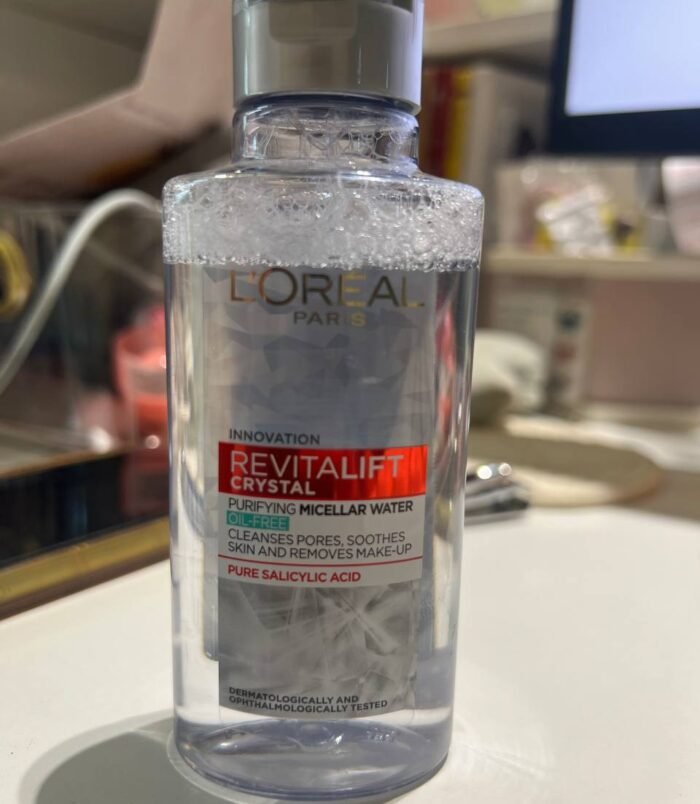 L'ORÉAL
PARIS
INNOVATION
REVITALIFT
CRYSTAL
PURIFYING MICELLAR WATER
OIL-FREE
CLEANSES PORES, SOOTHES
SKIN AND REMOVES MAKE-UP
PURE SALICYLIC ACID
DERMATOLOGICALLY AND
OPHTHALMOLOGICALLY TESTED